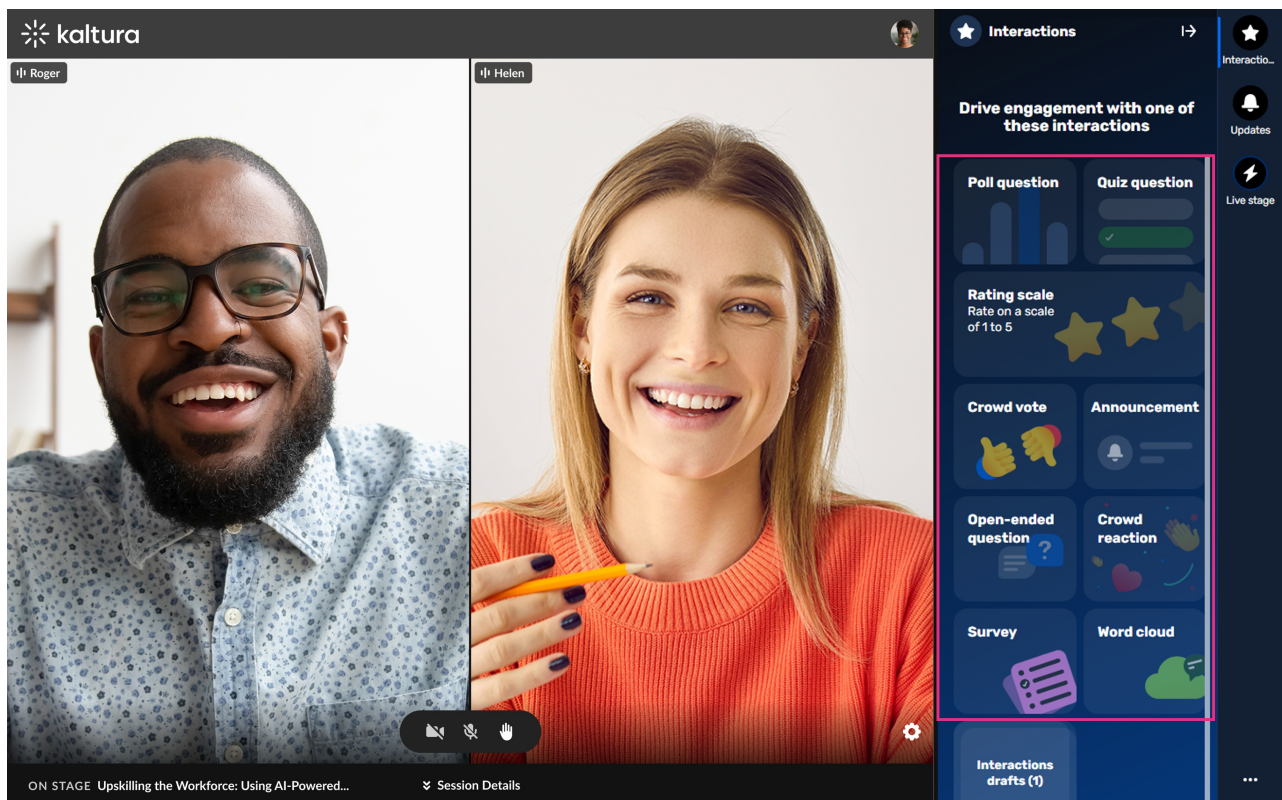 kaltura
Roger
Helen
Interactions
Drive engagement with one of
these interactions
Poll question
Quiz question
Rating scale
Rate on a scale
of 1 to 5
Crowd vote
Announcement
Open-ended
question
?
Crowd
reaction
Survey
Word cloud
Interactions
drafts (1)
Interactio...
Updates
Live stage
ON STAGE Upskilling the Workforce: Using AI-Powered...
Session Details